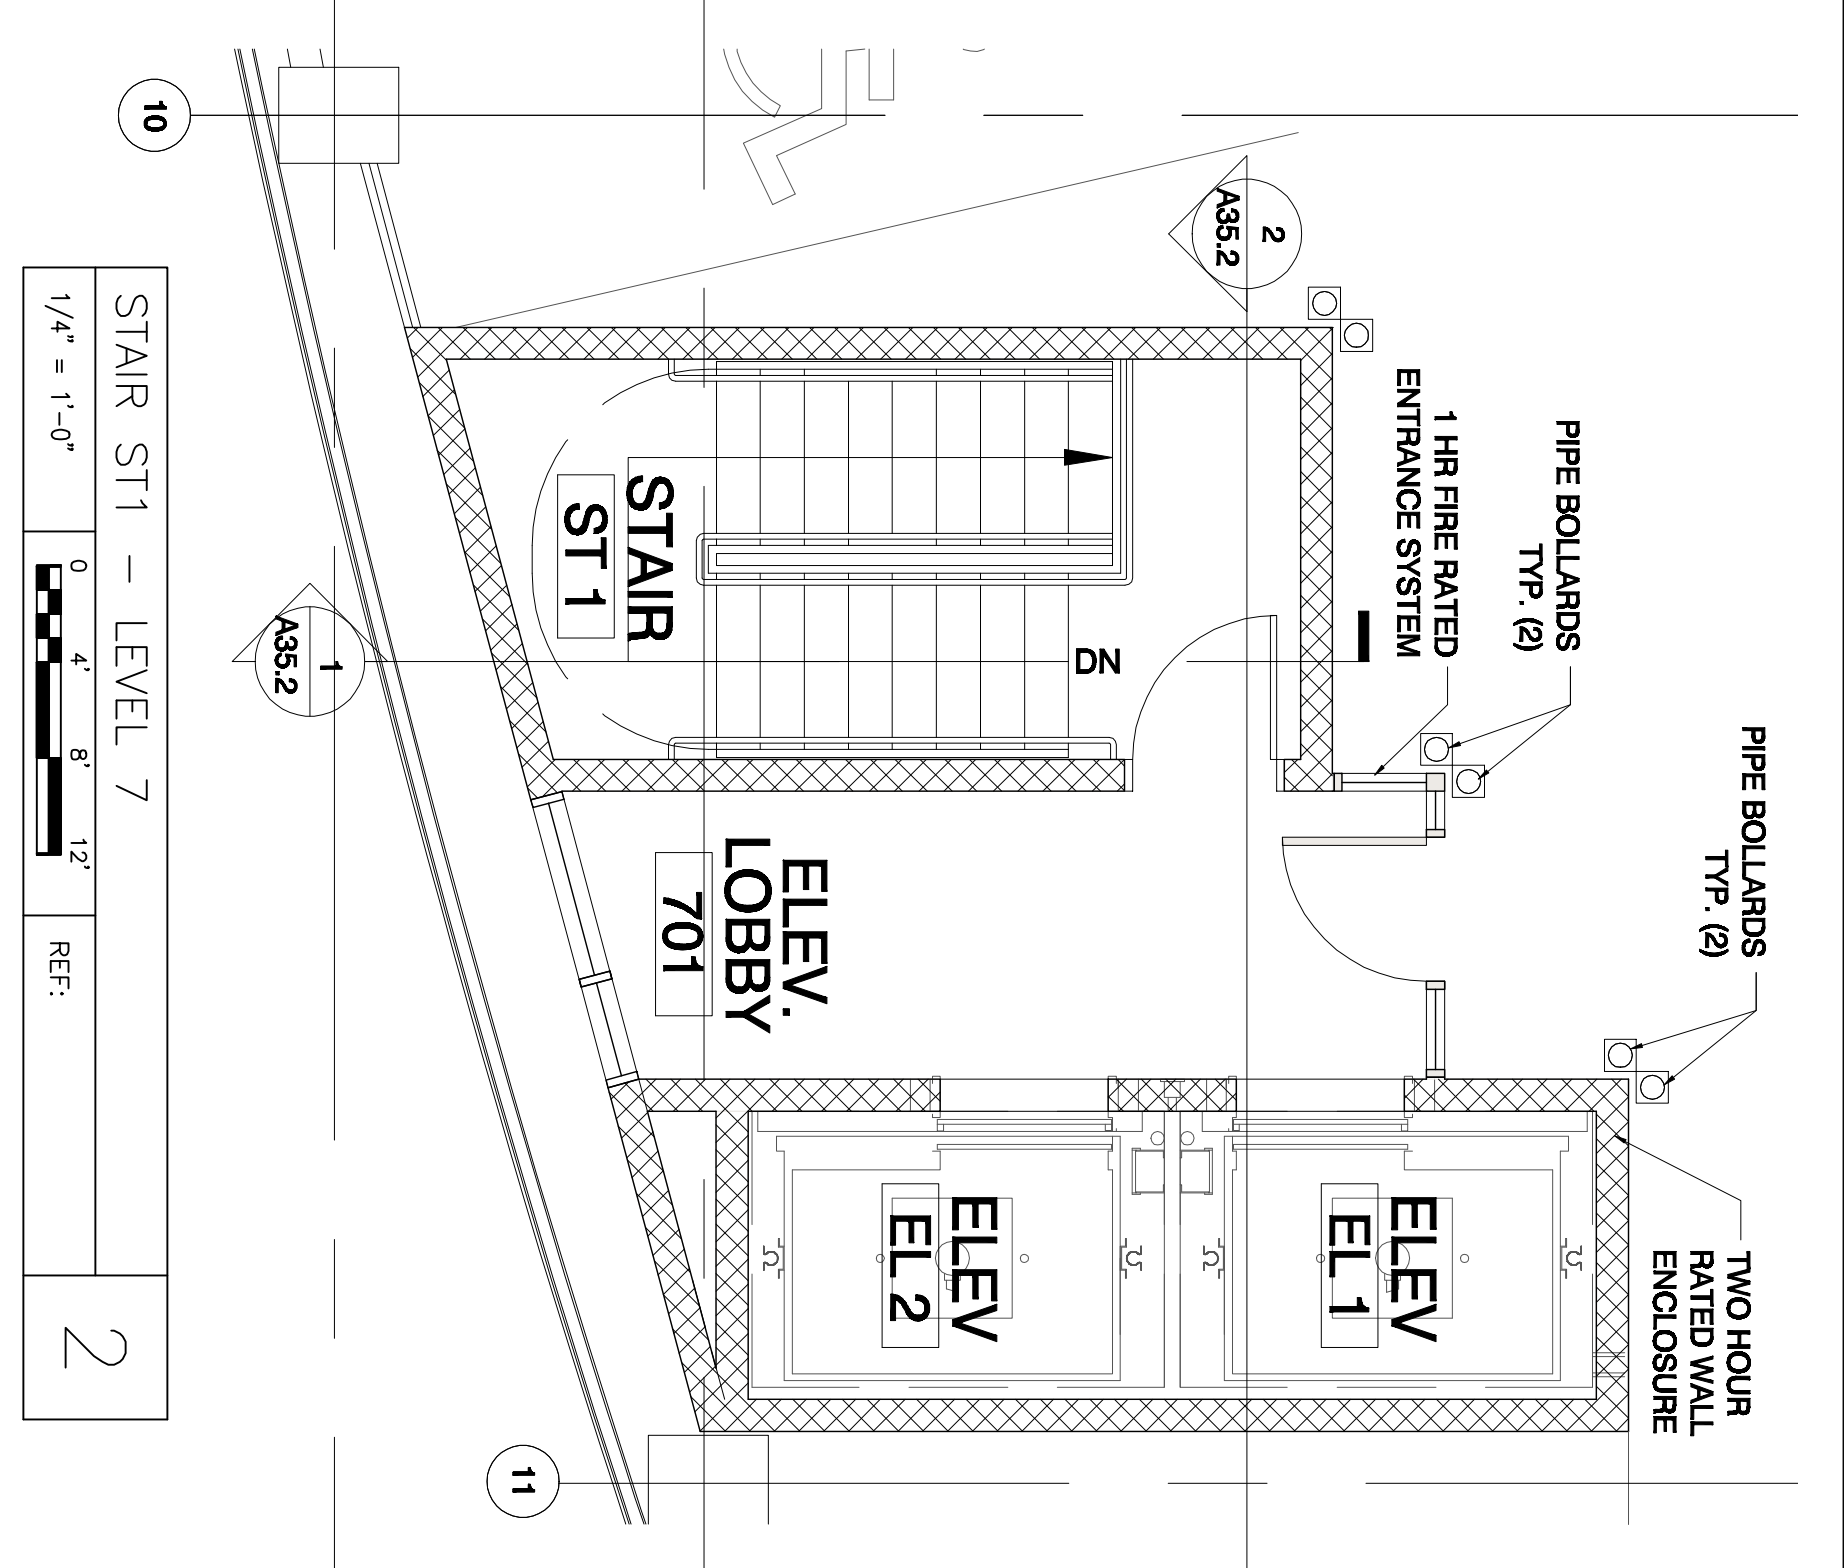 PIPE BOLLARDS
TYP. (2)
PIPE BOLLARDS
TYP. (2)
1 HR FIRE RATED
ENTRANCE SYSTEM
TWO HOUR
RATED WALL
ENCLOSURE
2
A35.2
DN
STAIR
ST 1
ELEV.
LOBBY
701
ELEV
EL 1
ELEV
EL 2
1
A35.2
10
11
STAIR ST1 – LEVEL 7
1/4" = 1'-0"
0 4' 8' 12'
REF:
2